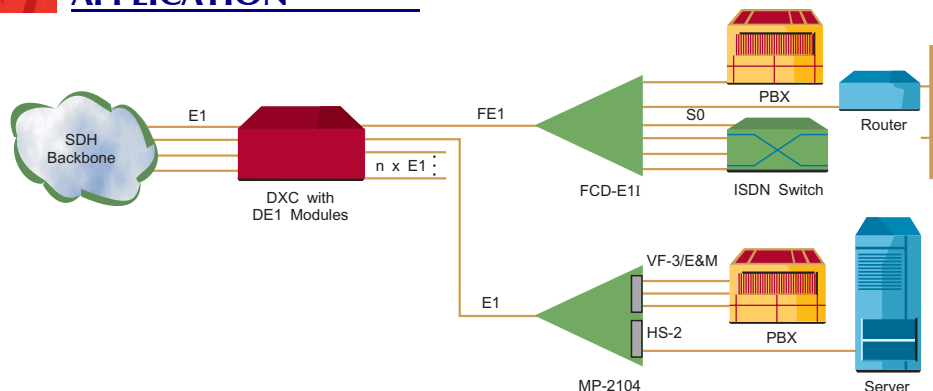 APPLICATION
SDH
Backbone
E1
DXC with
DE1 Modules
n x E1
FE1
FCD-E1I
S0
PBX
Router
ISDN Switch
E1
MP-2104
VF-3/E&M
HS-2
PBX
Server